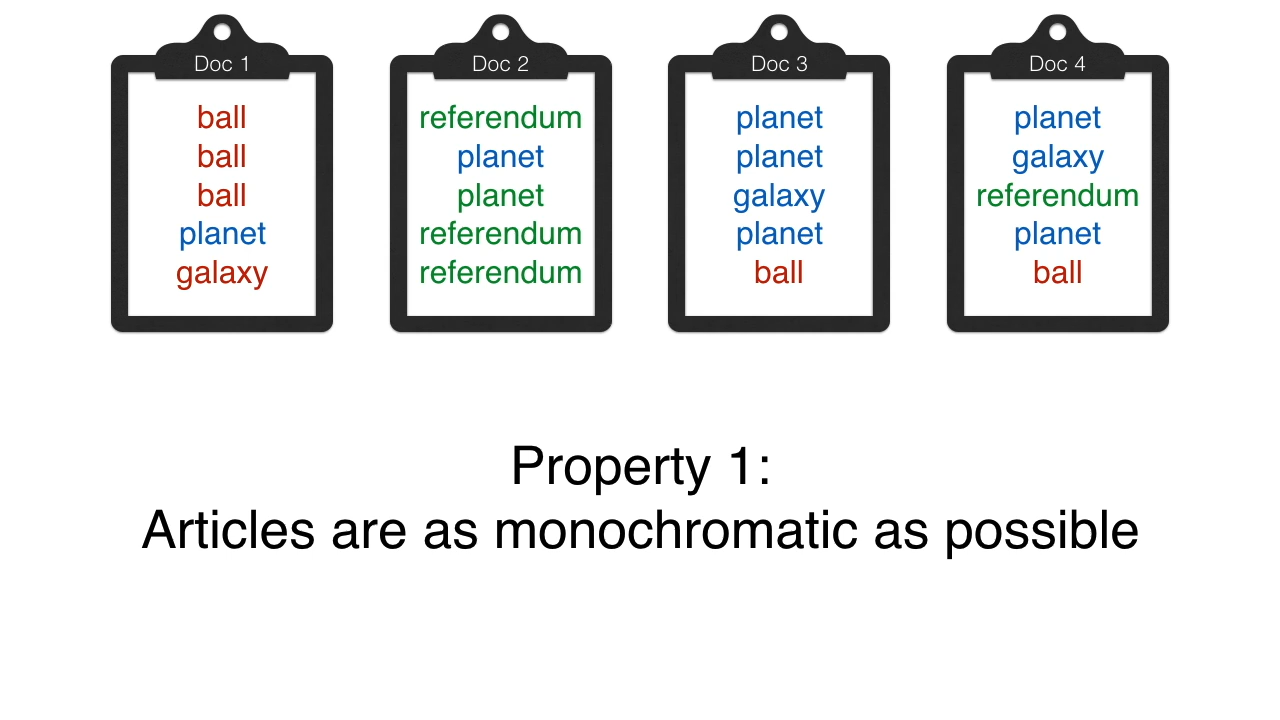 Doc 1
ball
ball
ball
planet
galaxy
Doc 2
referendum
planet
planet
referendum
referendum
Doc 3
planet
planet
galaxy
planet
ball
Doc 4
planet
galaxy
referendum
planet
ball
Property 1:
Articles are as monochromatic as possible